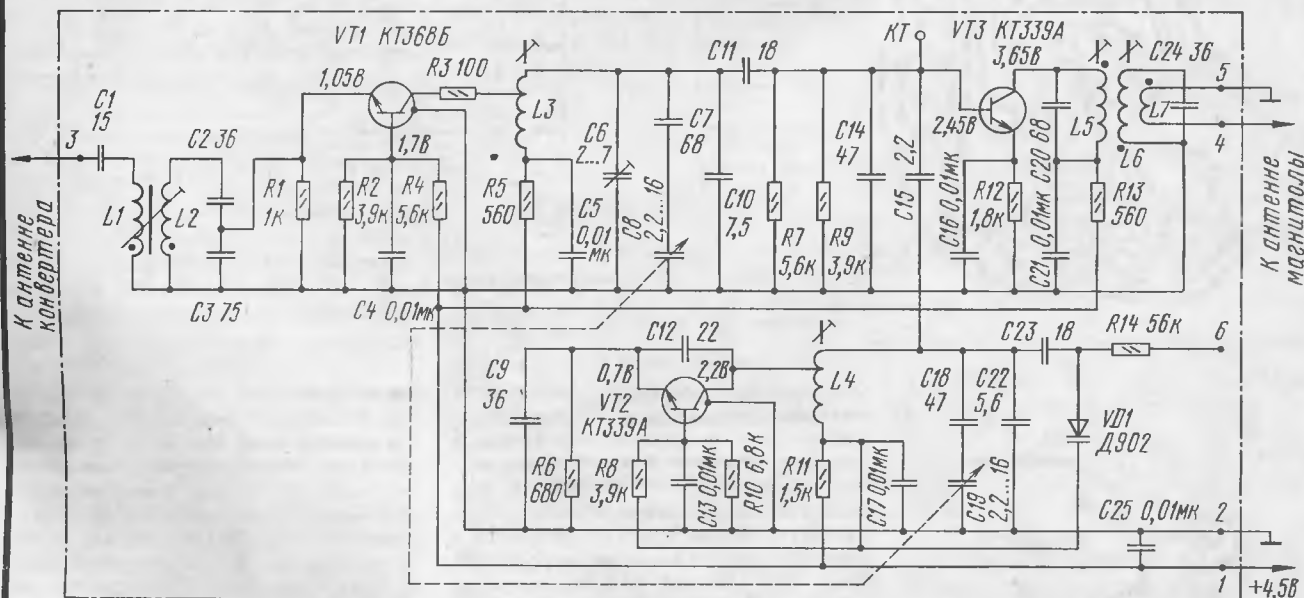 VT1 КТ368Б
1,05В
R3 100
L3
C11 18
КТ
VT3 КТ339А
3,65В
C24 36
5
L7
4
L5
L6
C1
15
3
C2 36
1,7В
C6
2...7
C7
68
C14
47
C15 2,2
2,45В
C20 68
L1
L2
R1
1К
R2
3,9К
R4
5,6К
R5
560
C5
0,01
МК
C8
2,2...16
C10
7,5
R7
5,6К
R9
3,9К
C16 0,01МК
R12
1,8К
C21 0,01МК
R13
560
К антенне
конвертера
К антенне
магнитолы
C3 75
C4 0,01МК
C9
36
C12 22
0,7В
2,2В
VT2
КТ339А
L4
C23 18
R14 56К
6
C18
47
C22
5,6
VD1
Д902
R6
680
R8
3,9К
C13 0,01МК
R10 6,8К
R11
1,5К
C17 0,01МК
C19
2,2...16
C25 0,01МК
2
1
+4,5В